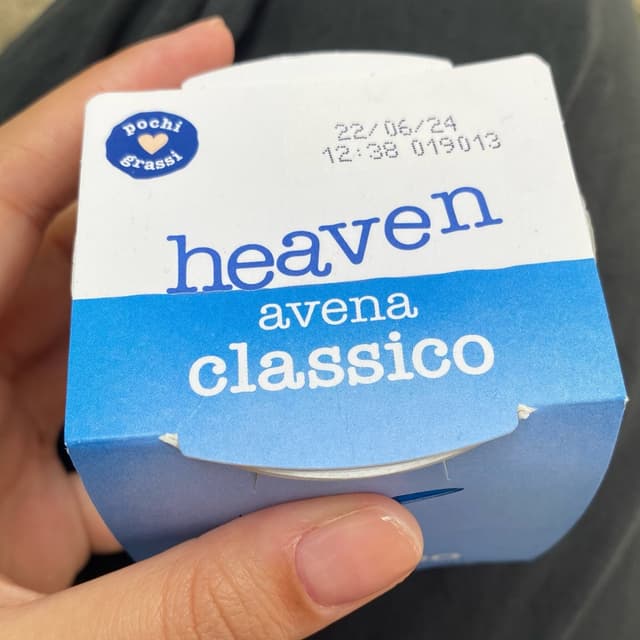 pochi
grassi
22/06/24
12:38 019013
heaven
avena
classico